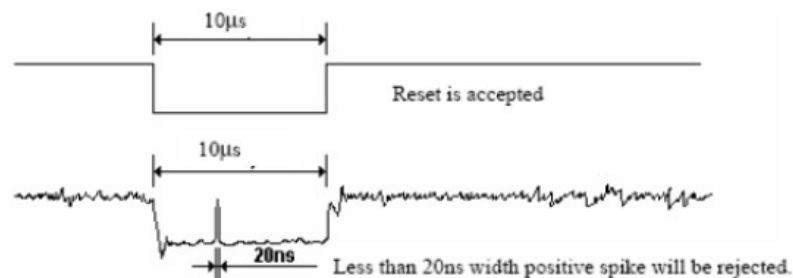 10µs
Reset is accepted
10µs
20ns
Less than 20ns width positive spike will be rejected.